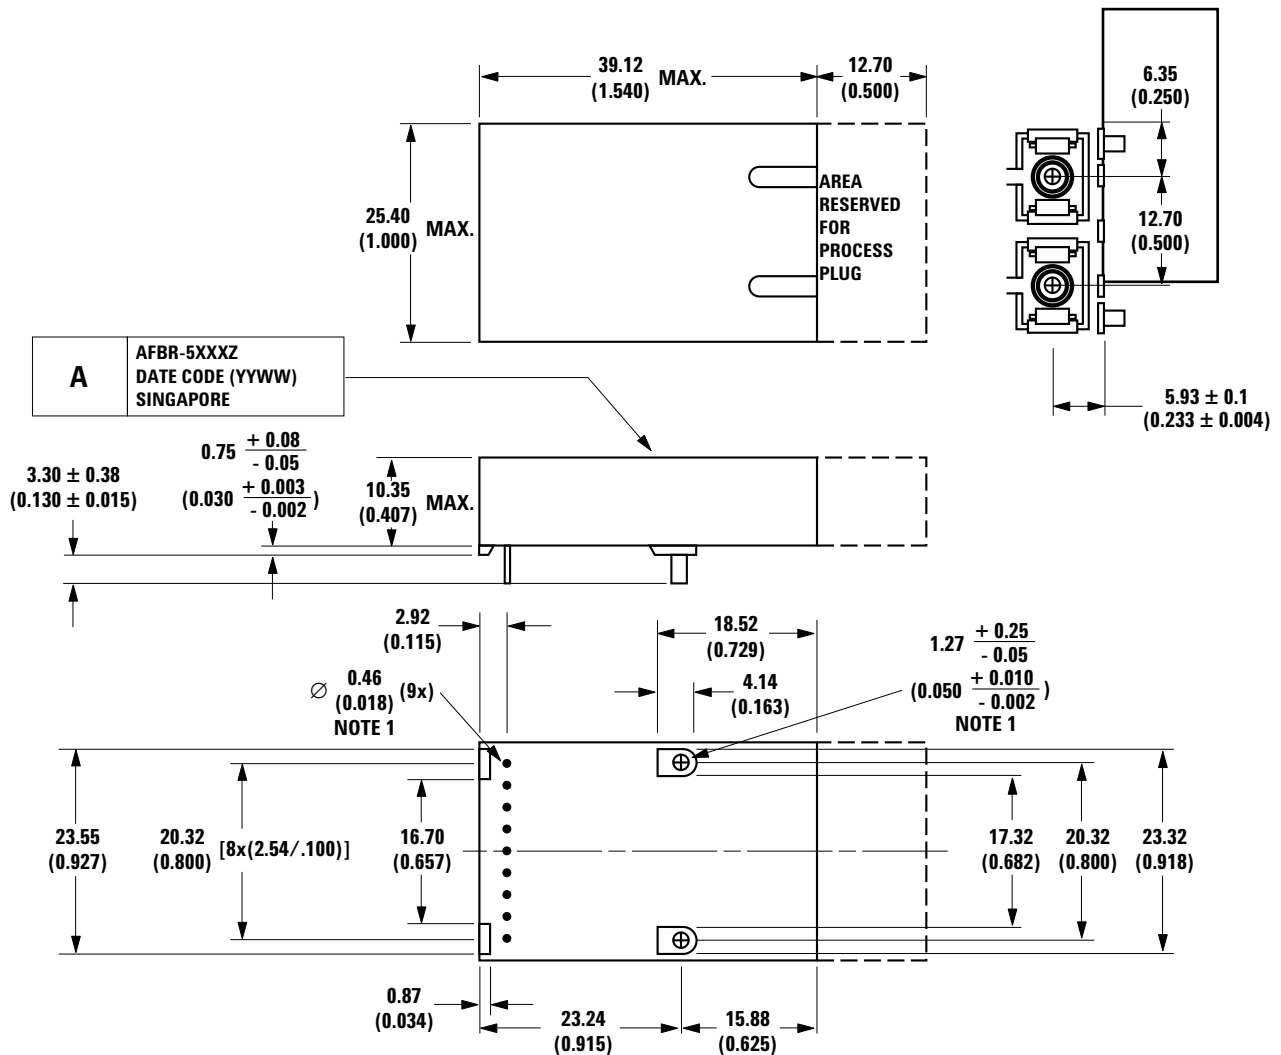 39.12
(1.540) MAX.
12.70
(0.500)
6.35
(0.250)
25.40
(1.000) MAX.
AREA
RESERVED
FOR
PROCESS
PLUG
12.70
(0.500)
A
AFBR-5XXXZ
DATE CODE (YYWW)
SINGAPORE
5.93 ± 0.1
(0.233 ± 0.004)
3.30 ± 0.38
(0.130 ± 0.015)
0.75 + 0.08
- 0.05
(0.030 + 0.003
- 0.002 )
10.35
(0.407) MAX.
2.92
(0.115)
18.52
(0.729)
1.27 + 0.25
- 0.05
(0.050 + 0.010
- 0.002 )
NOTE 1
∅ 0.46
(0.018) (9x)
NOTE 1
4.14
(0.163)
23.55
(0.927)
20.32
(0.800) [8x(2.54/.100)]
16.70
(0.657)
17.32
(0.682)
20.32
(0.800)
23.32
(0.918)
0.87
(0.034)
23.24
(0.915)
15.88
(0.625)